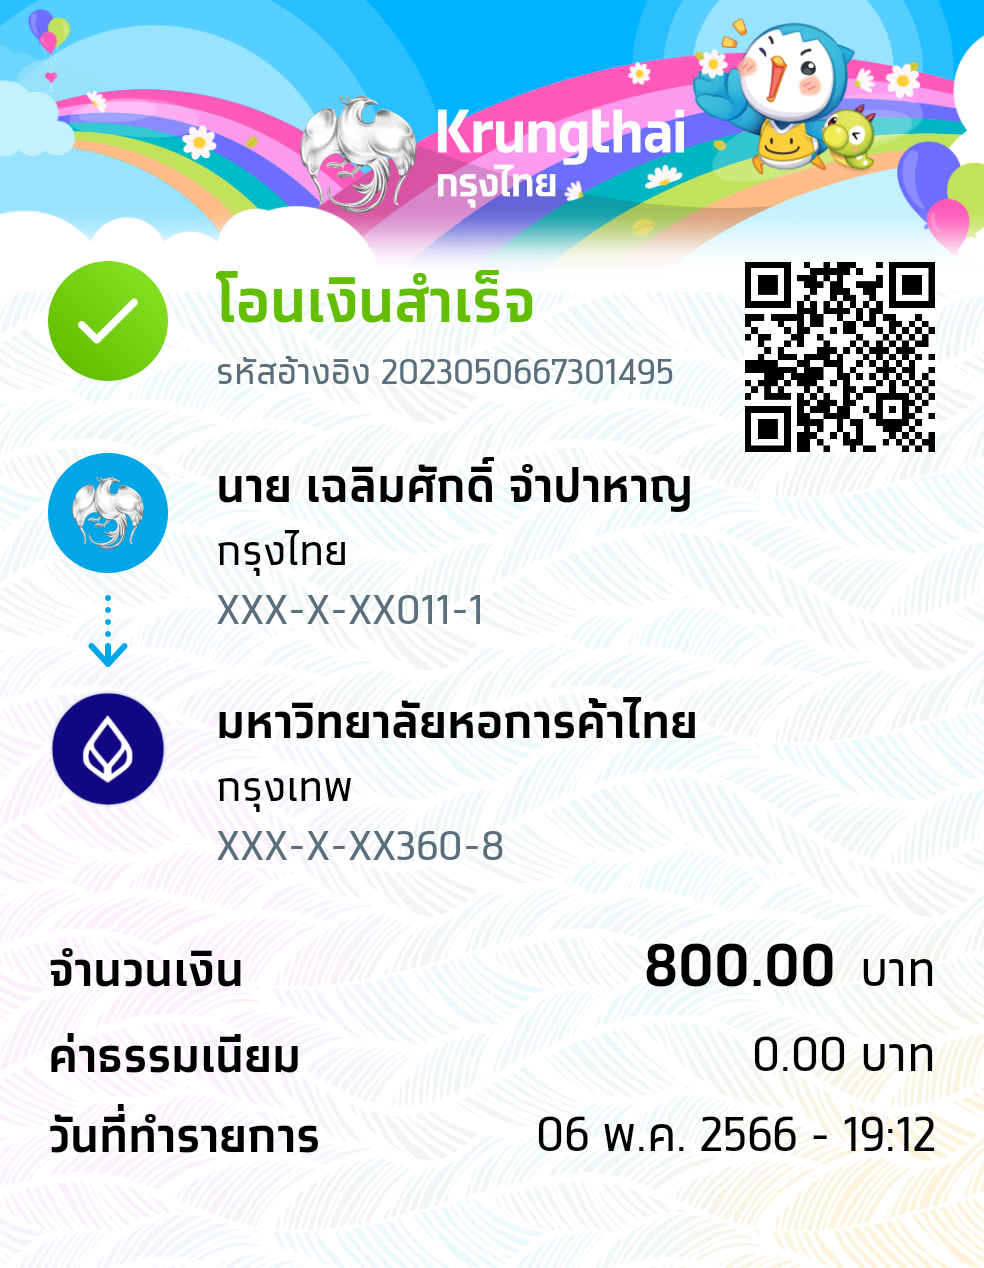 Krungthai
กรุงไทย
โอนเงินสำเร็จ
รหัสอ้างอิง 2023050667301495
นาย เฉลิมศักดิ์ จำปาหาญ
กรุงไทย
XXX-X-XX011-1
มหาวิทยาลัยหอการค้าไทย
กรุงเทพ
XXX-X-XX360-8
จำนวนเงิน 800.00 บาท
ค่าธรรมเนียม 0.00 บาท
วันที่ทำรายการ 06 พ.ค. 2566 - 19:12